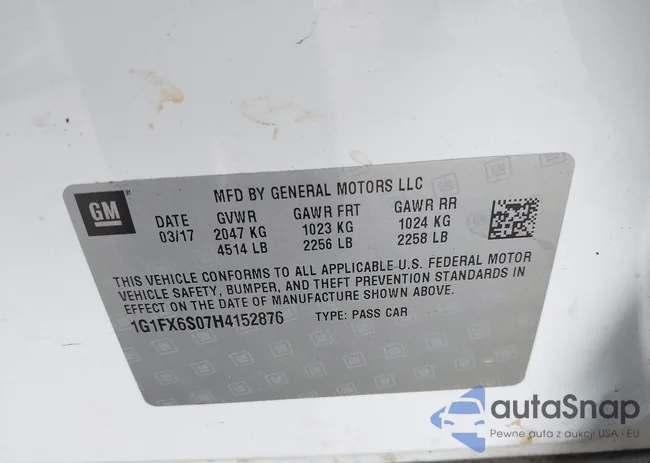 GM
MFD BY GENERAL MOTORS LLC
DATE GVWR GAWR FRT GAWR RR
03/17 2047 KG 1023 KG 1024 KG
4514 LB 2256 LB 2258 LB
THIS VEHICLE CONFORMS TO ALL APPLICABLE U.S. FEDERAL MOTOR
VEHICLE SAFETY, BUMPER, AND THEFT PREVENTION STANDARDS IN
EFFECT ON THE DATE OF MANUFACTURE SHOWN ABOVE.
1G1FX6S07H4152876 TYPE: PASS CAR
autaSnap
Pewne auta z aukcji USA i EU